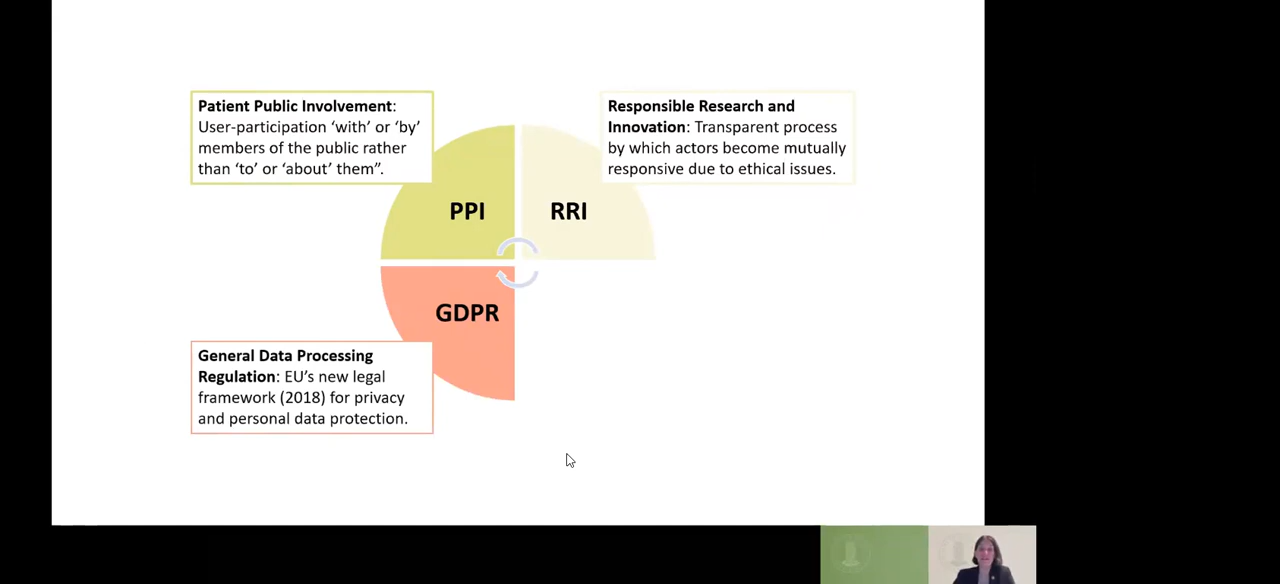 Patient Public Involvement:
User-participation ‘with’ or ‘by’
members of the public rather
than ‘to’ or ‘about’ them”.
Responsible Research and
Innovation: Transparent process
by which actors become mutually
responsive due to ethical issues.
PPI
RRI
GDPR
General Data Processing
Regulation: EU’s new legal
framework (2018) for privacy
and personal data protection.